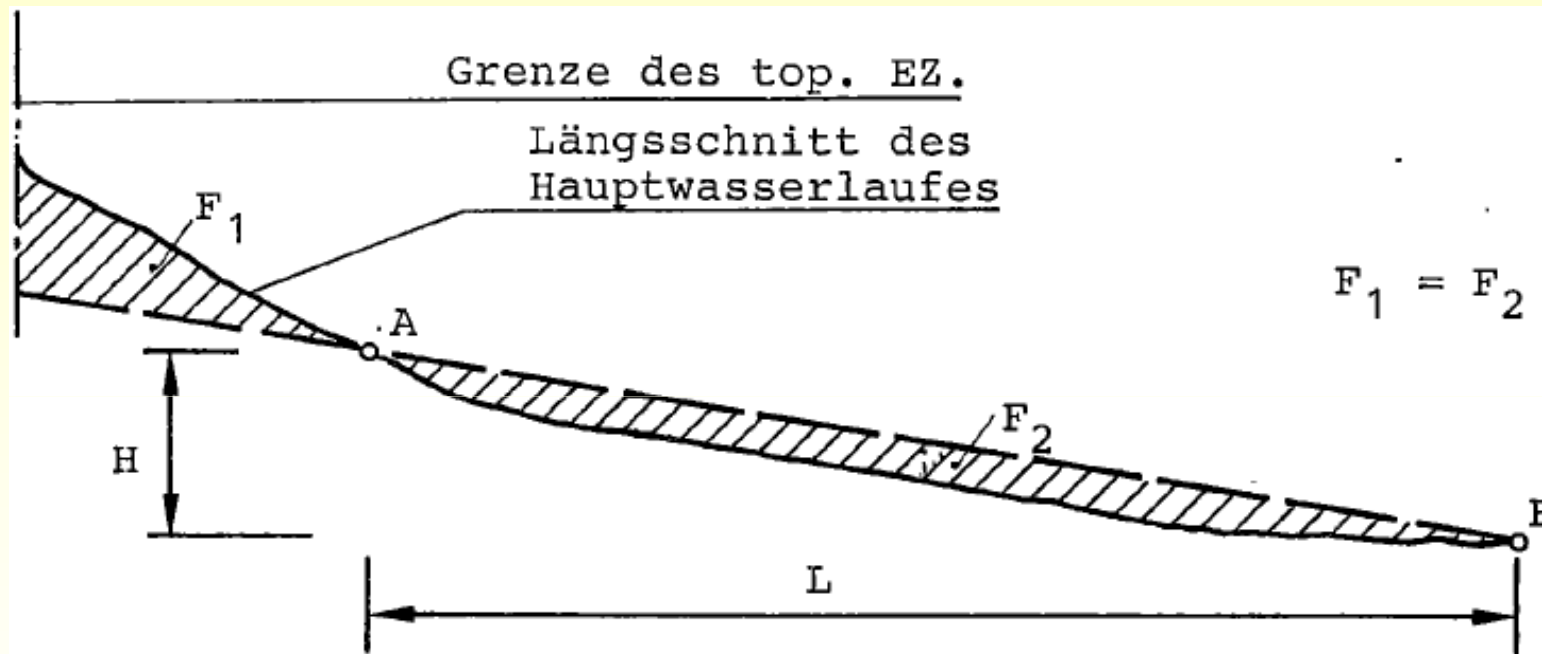 Grenze des top. EZ.
Längsschnitt des
Hauptwasserlaufes
F₁
F₁ = F₂
A
F₂
H
L